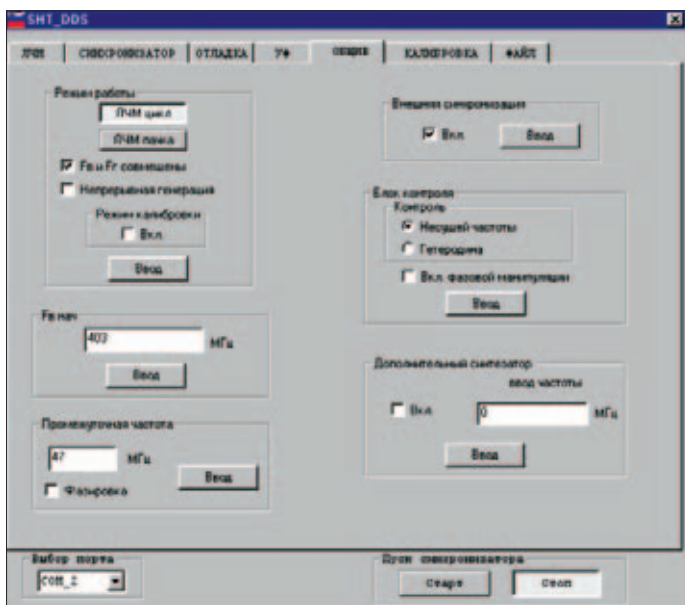 SHT_DDS
ЛЧМ
СИНХРОНИЗАТОР
ОТЛАДКА
УФ
ОБЩИЕ
КАЛИБРОВКА
ФАЙЛ
Режим работы
ЛЧМ цикл
ЛЧМ пачка
Fв и Fг совмещены
Непрерывная генерация
Режим калибровки
Вкл.
Ввод
Fв нач
403
МГц
Ввод
Промежуточная частота
47
МГц
Ввод
Фазировка
Внешняя синхронизация
Вкл.
Ввод
Блок контроля
Контроль
Несущей частоты
Гетеродина
Вкл. фазовой манипуляции
Ввод
Дополнительный синтезатор
ввод частоты
Вкл.
0
МГц
Ввод
Выбор порта
COM_2
Пуск синхронизатора
Старт
Стоп